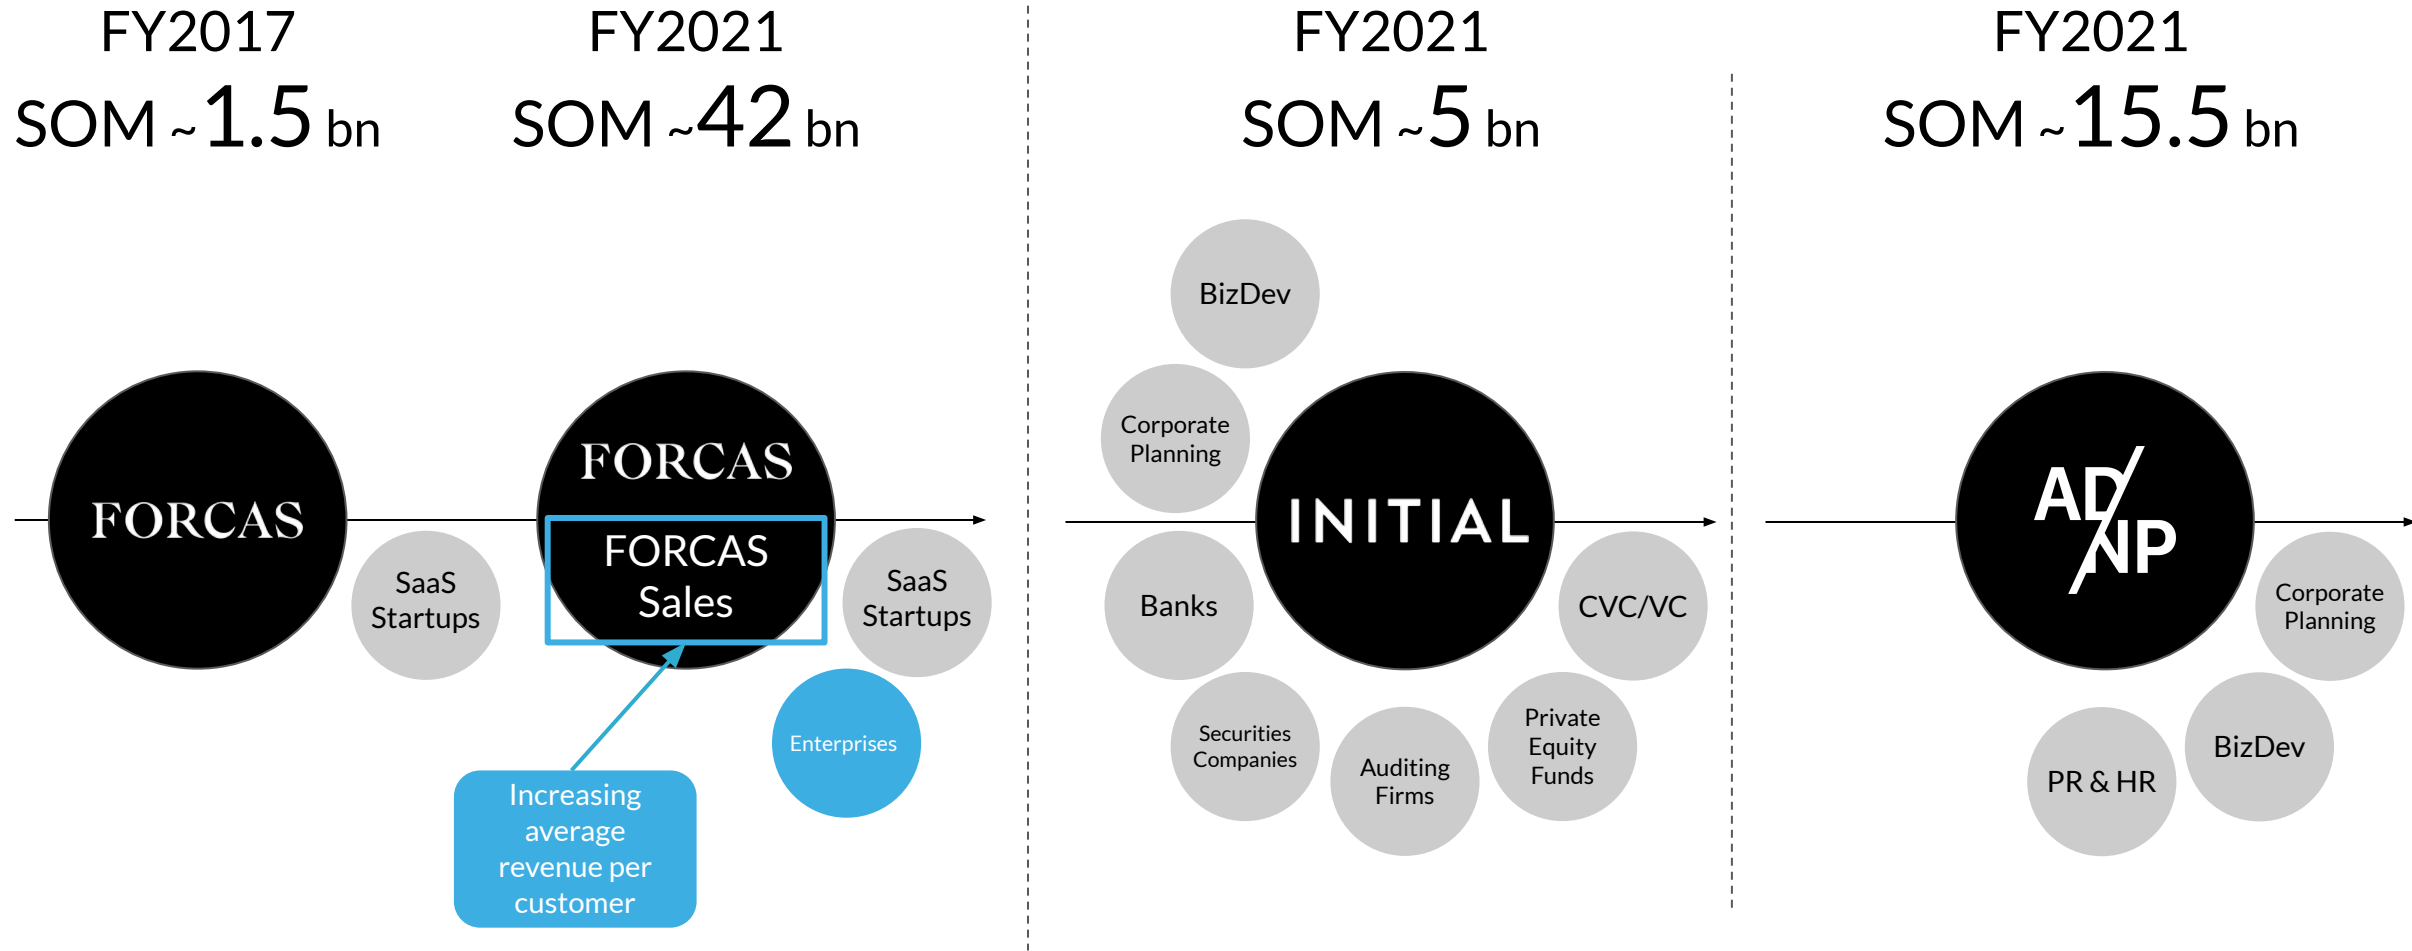 FY2017
SOM ~1.5 bn
FY2021
SOM ~42 bn
FORCAS
SaaS
Startups
FORCAS
FORCAS
Sales
SaaS
Startups
Enterprises
Increasing
average
revenue per
customer
FY2021
SOM ~5 bn
BizDev
Corporate
Planning
INITIAL
Banks
CVC/VC
Securities
Companies
Auditing
Firms
Private
Equity
Funds
FY2021
SOM ~15.5 bn
AD/
NP
Corporate
Planning
BizDev
PR & HR